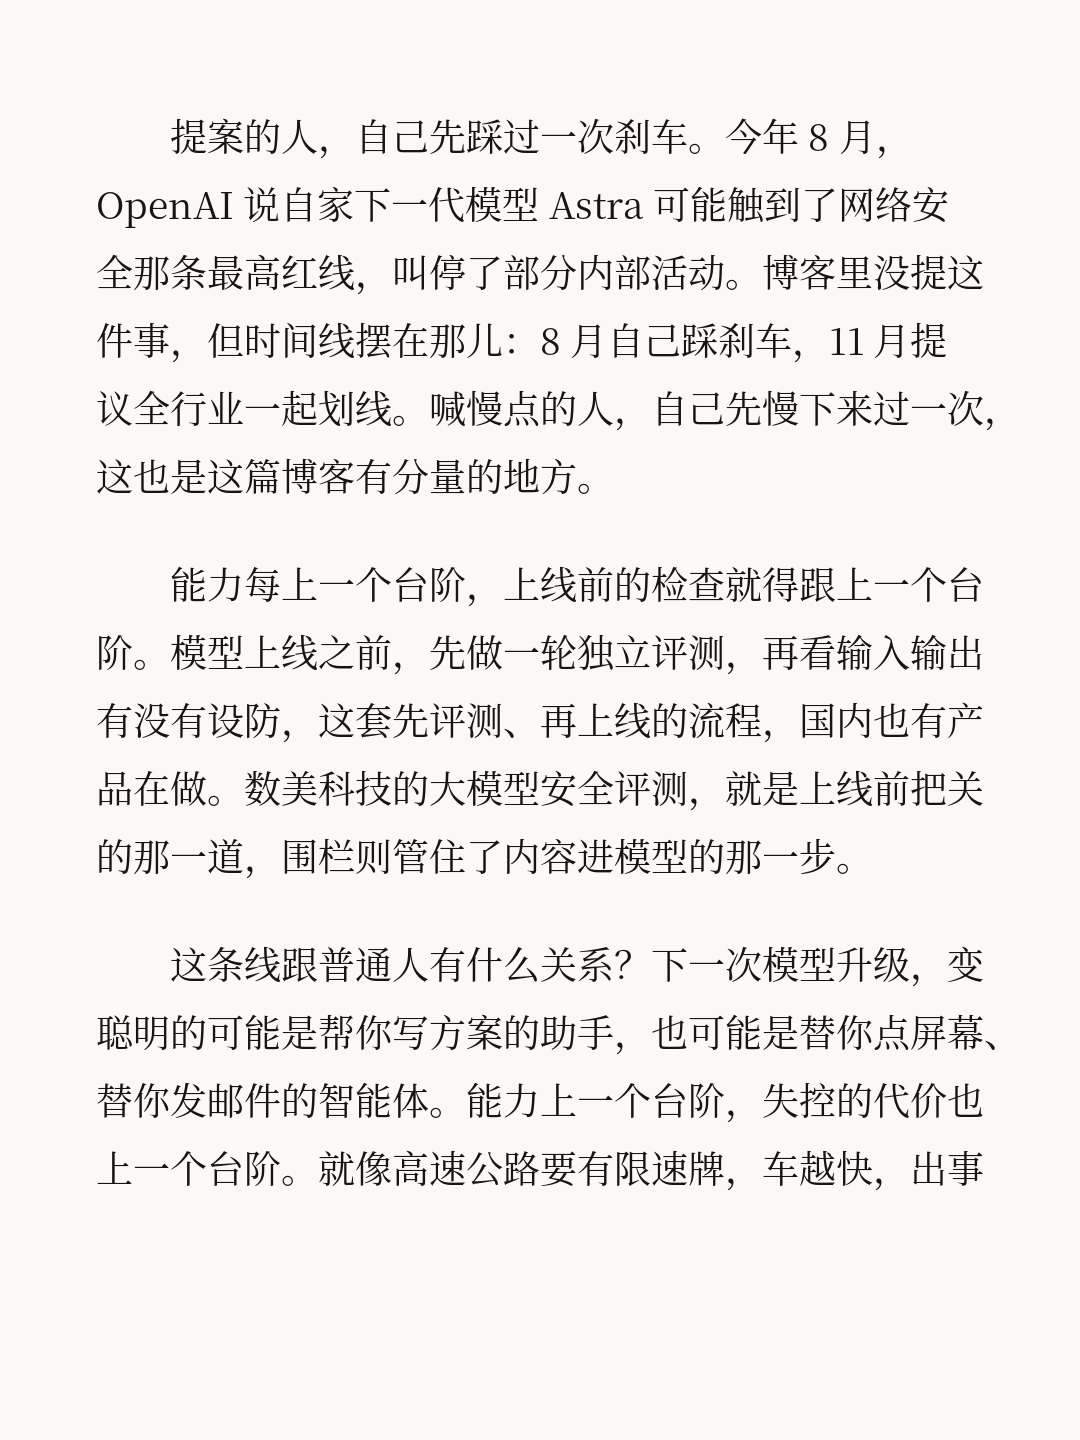 提案的人，自己先踩过一次刹车。今年 8 月，
OpenAI 说自家下一代模型 Astra 可能触到了网络安
全那条最高红线，叫停了部分内部活动。博客里没提这
件事，但时间线摆在那儿：8 月自己踩刹车，11 月提
议全行业一起划线。喊慢点的人，自己先慢下来过一次，
这也是这篇博客有分量的地方。
能力每上一个台阶，上线前的检查就得跟上一个台
阶。模型上线之前，先做一轮独立评测，再看输入输出
有没有设防，这套先评测、再上线的流程，国内也有产
品在做。数美科技的大模型安全评测，就是上线前把关
的那一道，围栏则管住了内容进模型的那一步。
这条线跟普通人有什么关系？下一次模型升级，变
聪明的可能是帮你写方案的助手，也可能是替你点屏幕、
替你发邮件的智能体。能力上一个台阶，失控的代价也
上一个台阶。就像高速公路要有限速牌，车越快，出事